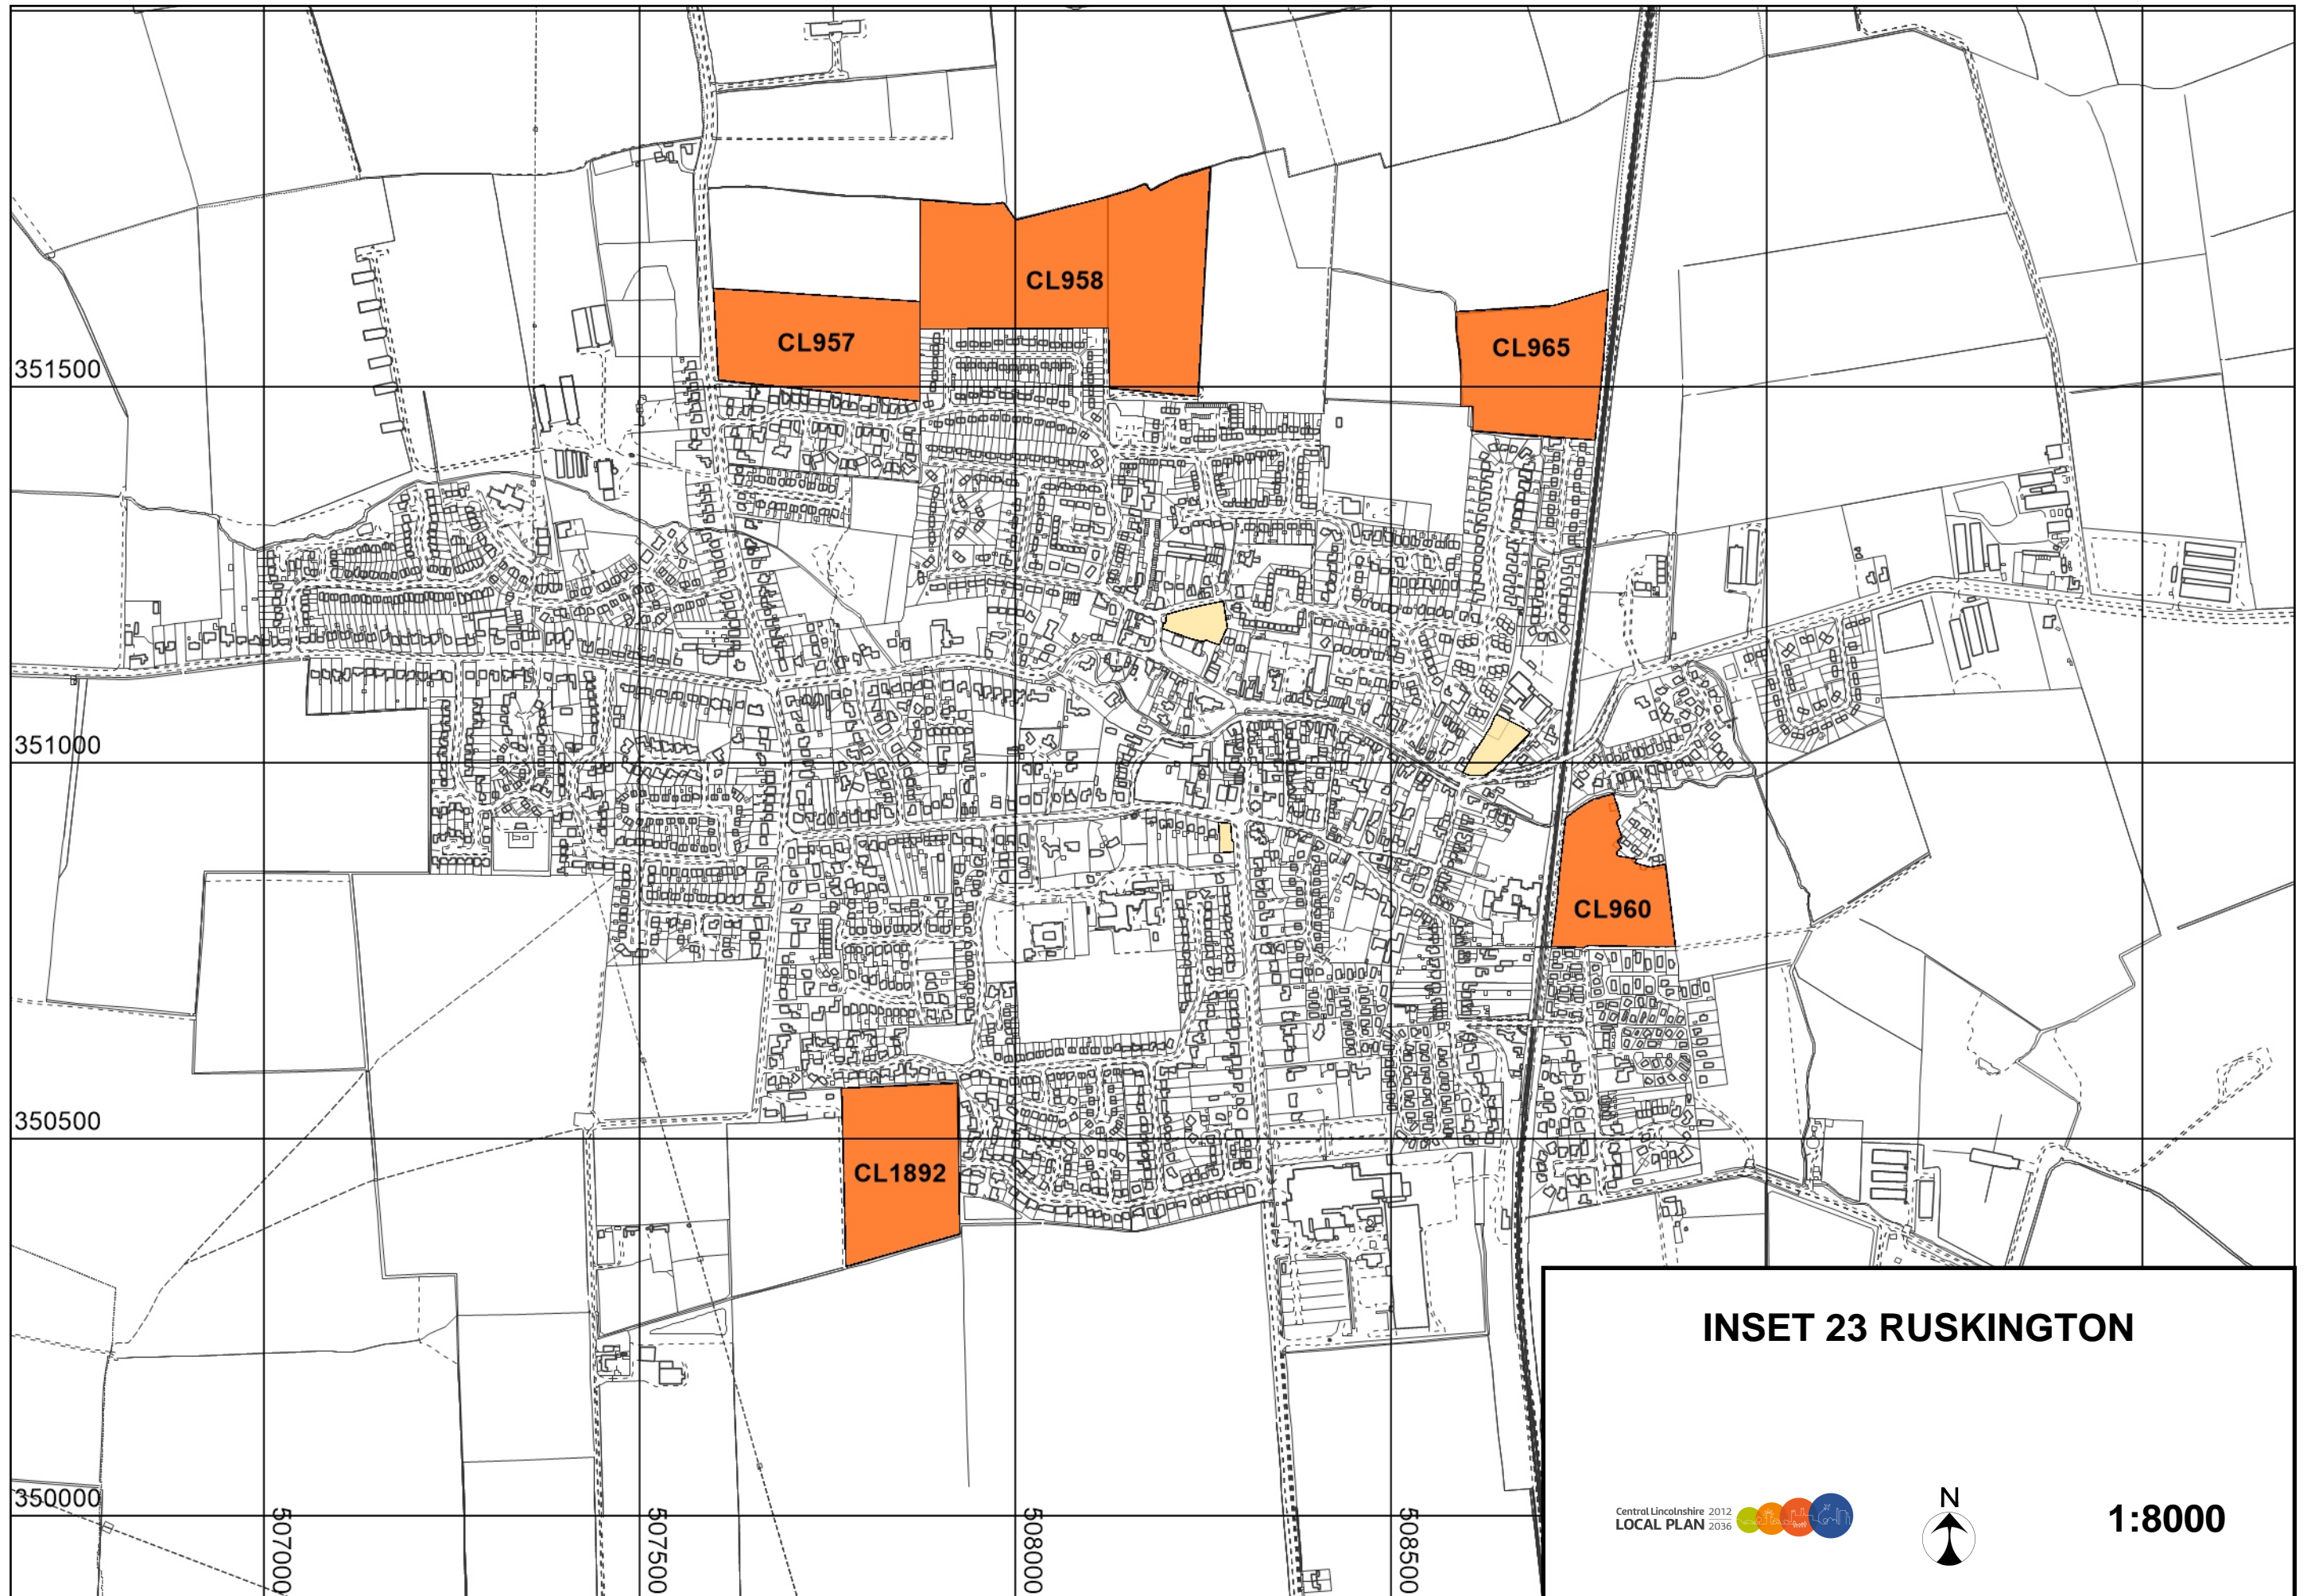 CL958
CL957
CL965
351500
351000
CL960
350500
CL1892
350000
507000
507500
508000
508500
INSET 23 RUSKINGTON
Central Lincolnshire 2012
LOCAL PLAN 2036
N
1:8000